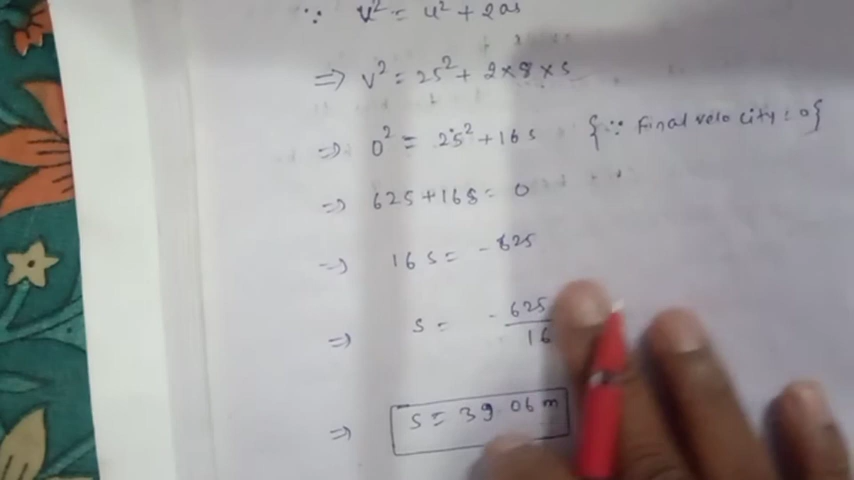 ∵ v² = u² + 2as
⇒ v² = 25² + 2×8×s
⇒ 0² = 25² + 16s {∵ Final velocity = 0}
⇒ 625 + 16s = 0
⇒ 16s = -625
⇒ s = -625/16
⇒ s = 39.06 m